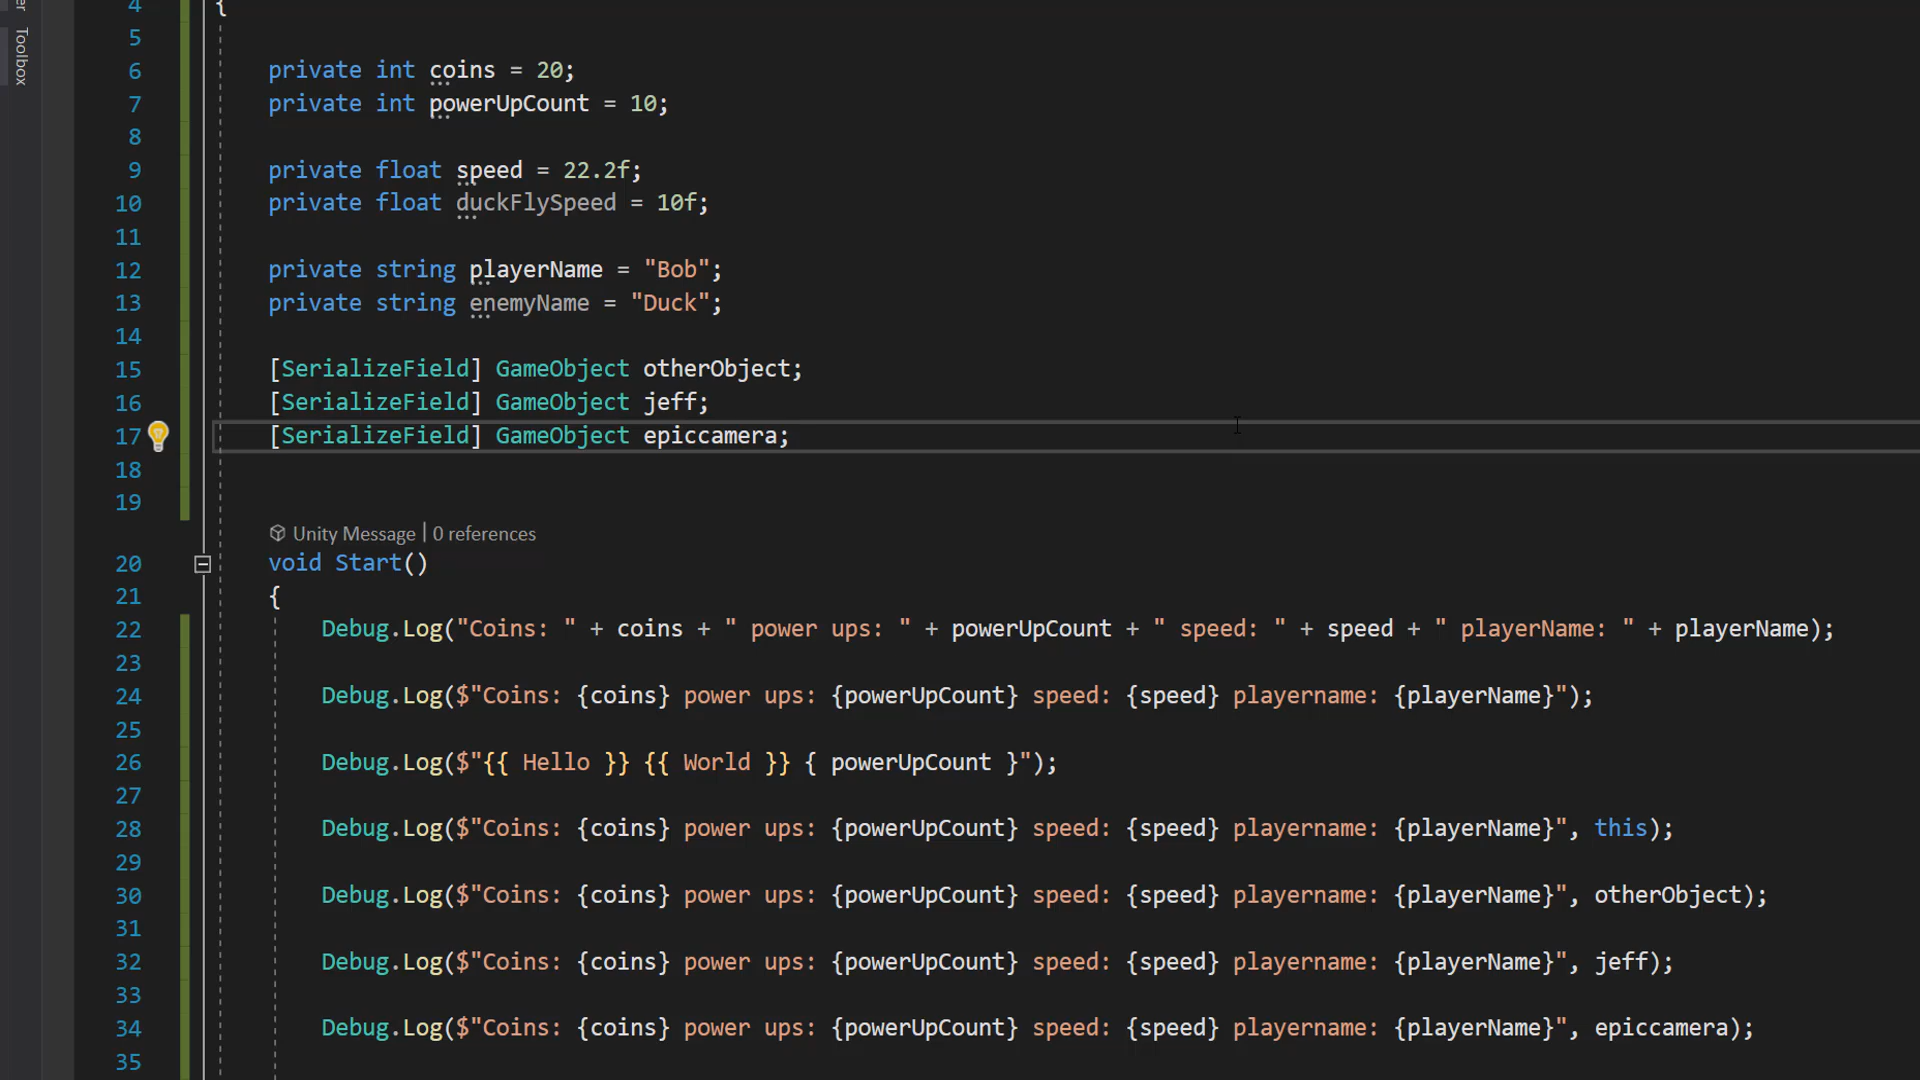 er
Toolbox
4 {
5
6 private int coins = 20;
7 private int powerUpCount = 10;
8
9 private float speed = 22.2f;
10 private float duckFlySpeed = 10f;
11
12 private string playerName = "Bob";
13 private string enemyName = "Duck";
14
15 [SerializeField] GameObject otherObject;
16 [SerializeField] GameObject jeff;
17 [SerializeField] GameObject epiccamera;
18
19
Unity Message | 0 references
20 void Start()
21 {
22 Debug.Log("Coins: " + coins + " power ups: " + powerUpCount + " speed: " + speed + " playerName: " + playerName);
23
24 Debug.Log($"Coins: {coins} power ups: {powerUpCount} speed: {speed} playername: {playerName}");
25
26 Debug.Log($"{{ Hello }} {{ World }} { powerUpCount }");
27
28 Debug.Log($"Coins: {coins} power ups: {powerUpCount} speed: {speed} playername: {playerName}", this);
29
30 Debug.Log($"Coins: {coins} power ups: {powerUpCount} speed: {speed} playername: {playerName}", otherObject);
31
32 Debug.Log($"Coins: {coins} power ups: {powerUpCount} speed: {speed} playername: {playerName}", jeff);
33
34 Debug.Log($"Coins: {coins} power ups: {powerUpCount} speed: {speed} playername: {playerName}", epiccamera);
35